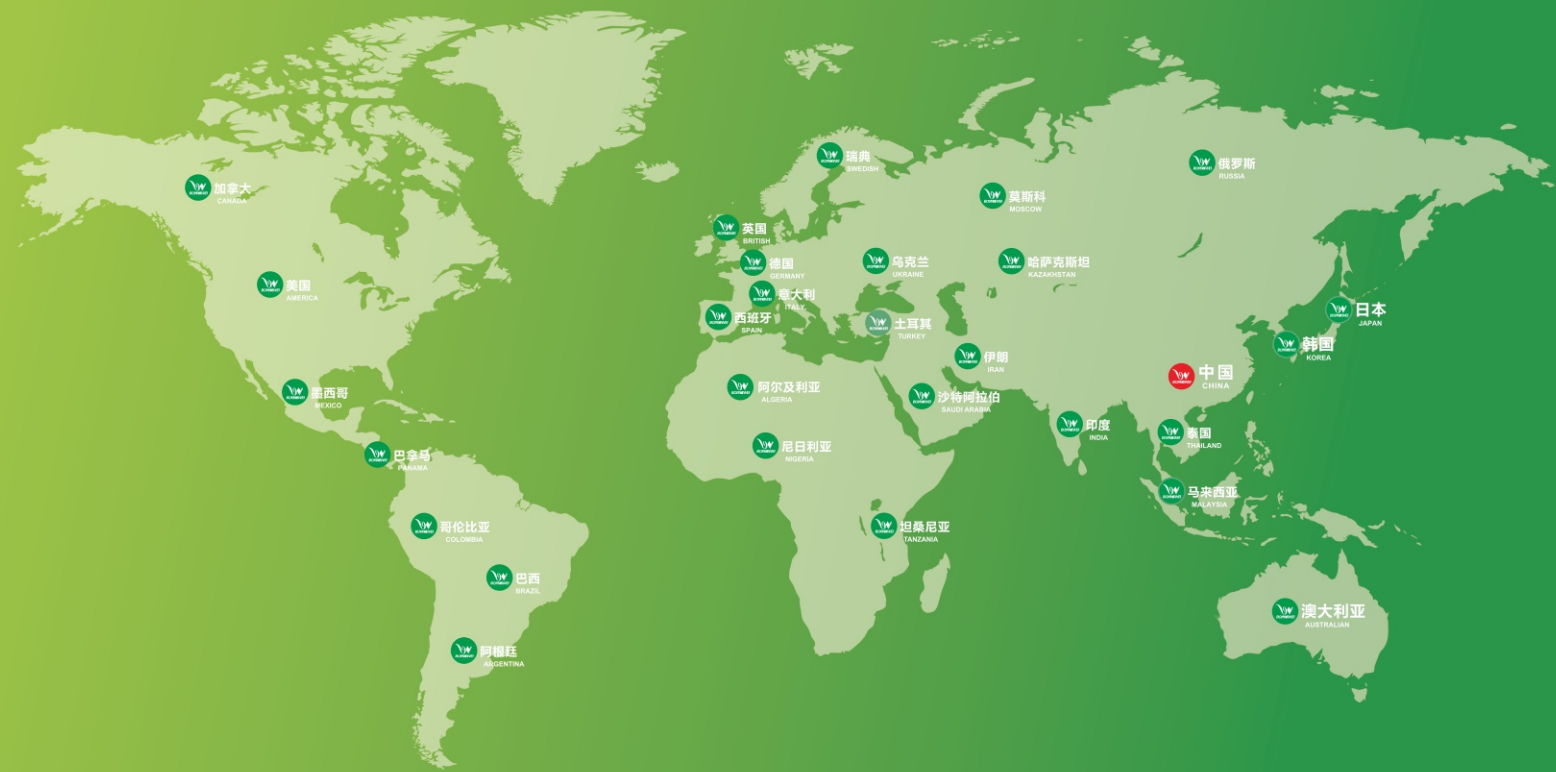 瑞典
SWEDISH
俄罗斯
RUSSIA
加拿大
CANADA
莫斯科
MOSCOW
英国
BRITISH
德国
GERMANY
乌克兰
UKRAINE
哈萨克斯坦
KAZAKHSTAN
美国
AMERICA
意大利
ITALY
西班牙
SPAIN
土耳其
TURKEY
日本
JAPAN
韩国
KOREA
伊朗
IRAN
中国
CHINA
墨西哥
MEXICO
阿尔及利亚
ALGERIA
沙特阿拉伯
SAUDI ARABIA
印度
INDIA
泰国
THAILAND
巴拿马
PANAMA
尼日利亚
NIGERIA
马来西亚
MALAYSIA
哥伦比亚
COLOMBIA
坦桑尼亚
TANZANIA
巴西
BRAZIL
澳大利亚
AUSTRALIAN
阿根廷
ARGENTINA